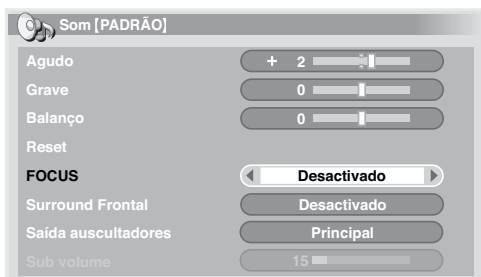 Som [PADRÃO]
Agudo + 2
Grave 0
Balanço 0
Reset
FOCUS Desactivado
Surround Frontal Desactivado
Saída auscultadores Principal
Sub volume 15